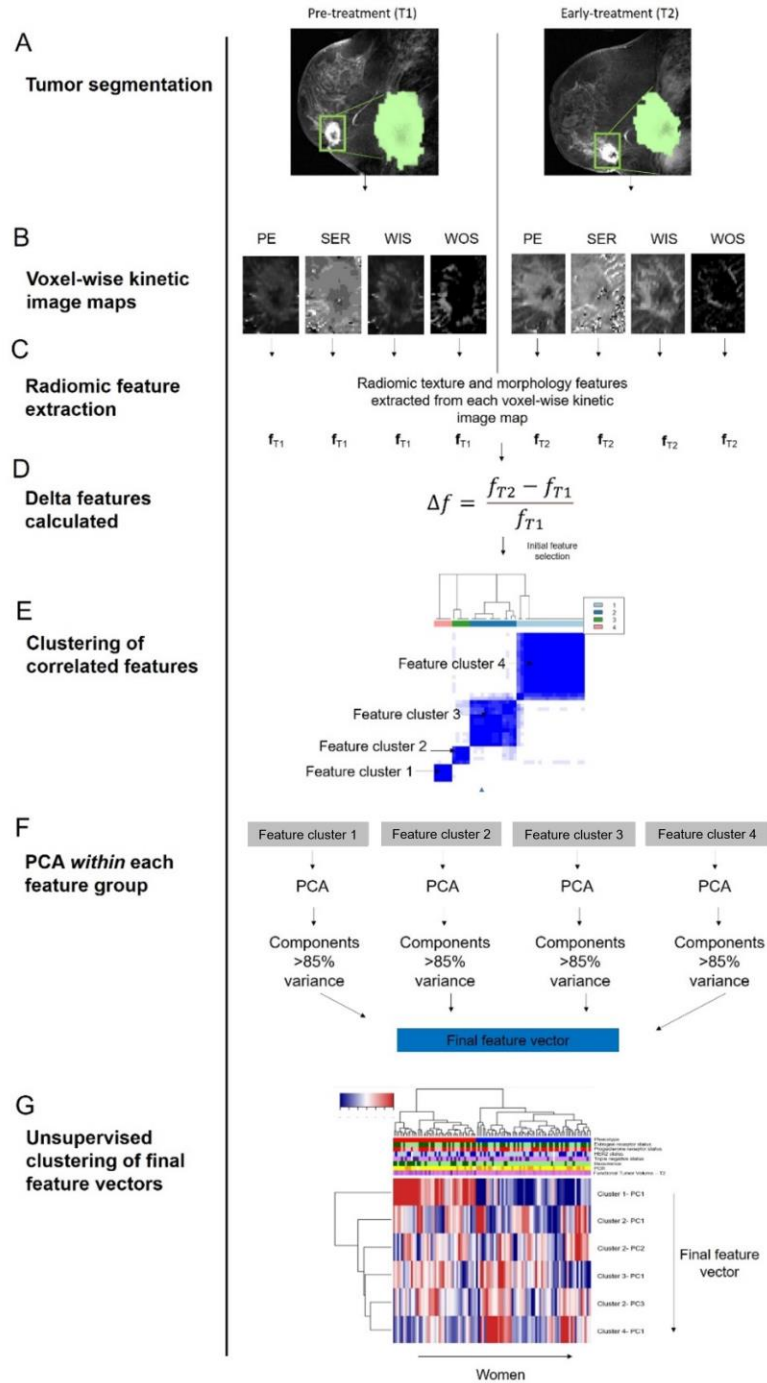 Pre-treatment (T1)
Early-treatment (T2)
A
Tumor segmentation
B
Voxel-wise kinetic
image maps
PE
SER
WIS
WOS
PE
SER
WIS
WOS
C
Radiomic feature
extraction
Radiomic texture and morphology features
extracted from each voxel-wise kinetic
image map
fT1
fT1
fT1
fT1
fT2
fT2
fT2
fT2
D
Delta features
calculated
Δf = (fT2 − fT1) / fT1
Initial feature
selection
E
Clustering of
correlated features
1
2
3
4
Feature cluster 4
Feature cluster 3
Feature cluster 2
Feature cluster 1
F
PCA within each
feature group
Feature cluster 1
Feature cluster 2
Feature cluster 3
Feature cluster 4
PCA
PCA
PCA
PCA
Components
>85%
variance
Components
>85%
variance
Components
>85%
variance
Components
>85%
variance
Final feature vector
G
Unsupervised
clustering of final
feature vectors
Phenotype
Estrogen receptor status
Progesterone receptor status
HER2 status
Triple negative status
Recurrence
PCR
Functional Tumor Volume - T2
Cluster 1- PC1
Cluster 2- PC1
Cluster 2- PC2
Cluster 3- PC1
Cluster 2- PC3
Cluster 4- PC1
Final feature
vector
Women